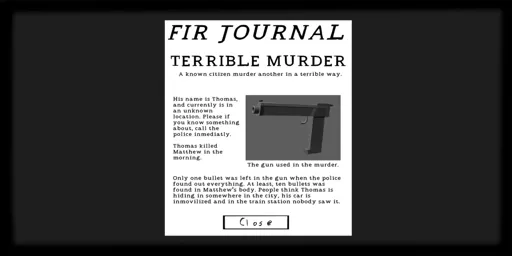 FIR JOURNAL
TERRIBLE MURDER
A known citizen murder another in a terrible way.
His name is Thomas,
and currently is in
an unknown
location. Please if
you know something
about, call the
police inmediatly.
Thomas killed
Matthew in the
morning.
The gun used in the murder.
Only one bullet was left in the gun when the police
found out everything. At least, ten bullets was
found in Matthew's body. People think Thomas is
hiding in somewhere in the city, his car is
inmovilized and in the train station nobody saw it.
Close